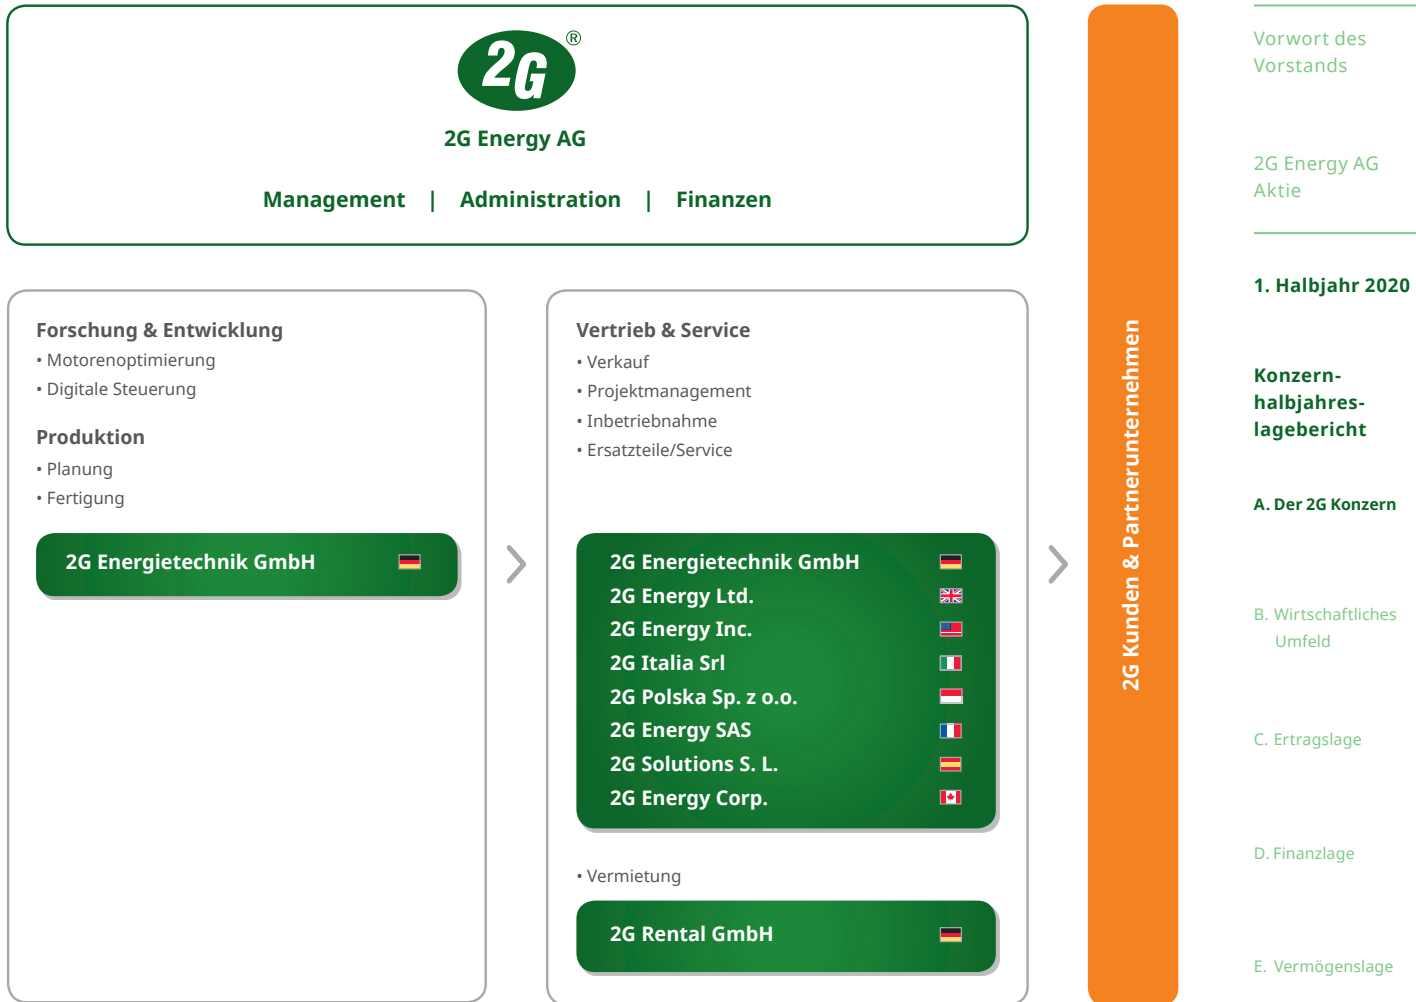 2G®
2G Energy AG
Management | Administration | Finanzen
Forschung & Entwicklung
• Motorenoptimierung
• Digitale Steuerung
Produktion
• Planung
• Fertigung
2G Energietechnik GmbH
Vertrieb & Service
• Verkauf
• Projektmanagement
• Inbetriebnahme
• Ersatzteile/Service
2G Energietechnik GmbH
2G Energy Ltd.
2G Energy Inc.
2G Italia Srl
2G Polska Sp. z o.o.
2G Energy SAS
2G Solutions S. L.
2G Energy Corp.
• Vermietung
2G Rental GmbH
2G Kunden & Partnerunternehmen
Vorwort des
Vorstands
2G Energy AG
Aktie
1. Halbjahr 2020
Konzern-
halbjahres-
lagebericht
A. Der 2G Konzern
B. Wirtschaftliches
Umfeld
C. Ertragslage
D. Finanzlage
E. Vermögenslage